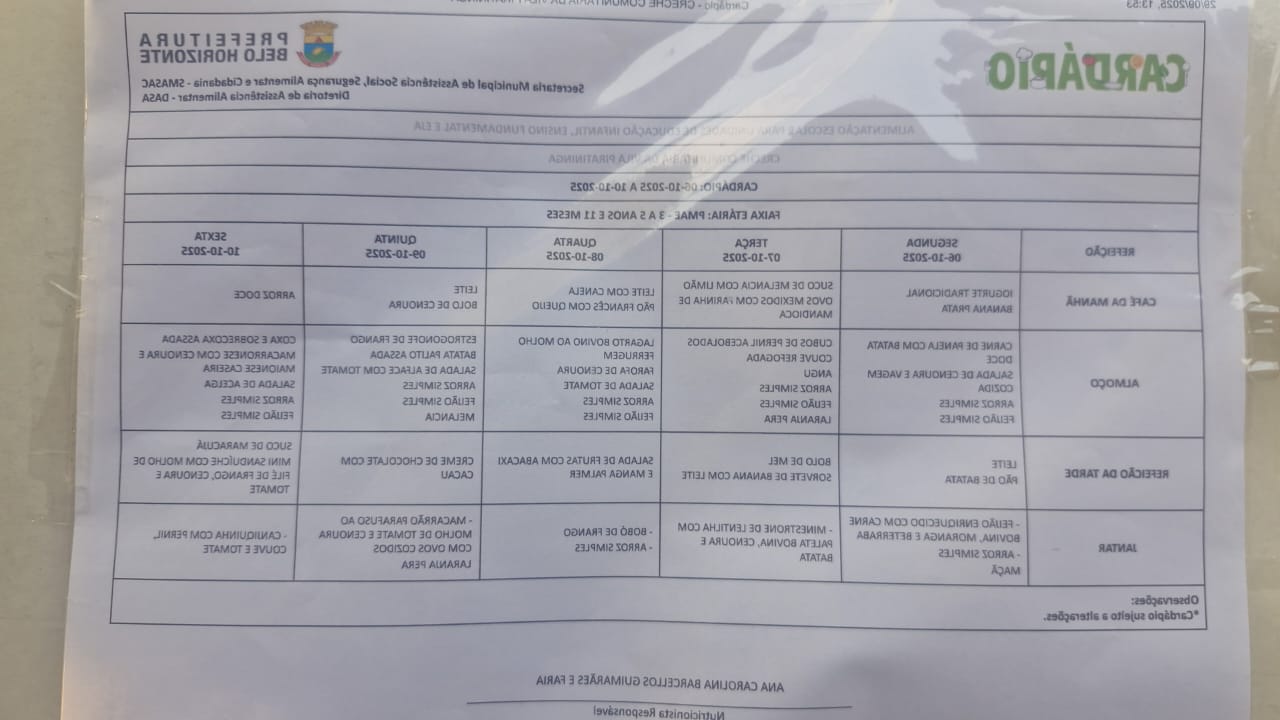 29/09/2025, 13:53
Cardápio - CRECHE COMUNITARIA DA VILA PIRATININGA
CARDÁPIO
PREFEITURA
BELO HORIZONTE
Secretaria Municipal de Assistência Social, Segurança Alimentar e Cidadania - SMASAC
Diretoria de Assistência Alimentar - DASA
ALIMENTAÇÃO ESCOLAR PARA UNIDADES DE EDUCAÇÃO INFANTIL, ENSINO FUNDAMENTAL E EJA
CRECHE COMUNITARIA DA VILA PIRATININGA
CARDÁPIO: 06-10-2025 A 10-10-2025
FAIXA ETÁRIA: PMAE - 3 A 5 ANOS E 11 MESES
REFEIÇÃO
SEGUNDA
06-10-2025
TERÇA
07-10-2025
QUARTA
08-10-2025
QUINTA
09-10-2025
SEXTA
10-10-2025
CAFÉ DA MANHÃ
IOGURTE TRADICIONAL
BANANA PRATA
SUCO DE MELANCIA COM LIMÃO
OVOS MEXIDOS COM FARINHA DE
MANDIOCA
LEITE COM CANELA
PÃO FRANCÊS COM QUEIJO
LEITE
BOLO DE CENOURA
ARROZ DOCE
ALMOÇO
CARNE DE PANELA COM BATATA
DOCE
SALADA DE CENOURA E VAGEM
COZIDA
ARROZ SIMPLES
FEIJÃO SIMPLES
CUBOS DE PERNIL ACEBOLADOS
COUVE REFOGADA
ANGU
ARROZ SIMPLES
FEIJÃO SIMPLES
LARANJA PERA
LAGARTO BOVINO AO MOLHO
FERRUGEM
FAROFA DE CENOURA
SALADA DE TOMATE
ARROZ SIMPLES
FEIJÃO SIMPLES
ESTROGONOFE DE FRANGO
BATATA PALITO ASSADA
SALADA DE ALFACE COM TOMATE
ARROZ SIMPLES
FEIJÃO SIMPLES
MELANCIA
COXA E SOBRECOXA ASSADA
MACARRONESE COM CENOURA E
MAIONESE CASEIRA
SALADA DE ACELGA
ARROZ SIMPLES
FEIJÃO SIMPLES
REFEIÇÃO DA TARDE
LEITE
PÃO DE BATATA
BOLO DE MEL
SORVETE DE BANANA COM LEITE
SALADA DE FRUTAS COM ABACAXI
E MANGA PALMER
CREME DE CHOCOLATE COM
CACAU
SUCO DE MARACUJÁ
MINI SANDUÍCHE COM MOLHO DE
FILÉ DE FRANGO, CENOURA E
TOMATE
JANTAR
- FEIJÃO ENRIQUECIDO COM CARNE
BOVINA, MORANGA E BETERRABA
- ARROZ SIMPLES
MAÇÃ
- MINESTRONE DE LENTILHA COM
PALETA BOVINA, CENOURA E
BATATA
- BOBÓ DE FRANGO
- ARROZ SIMPLES
- MACARRÃO PARAFUSO AO
MOLHO DE TOMATE E CENOURA
COM OVOS COZIDOS
LARANJA PERA
- CANJIQUINHA COM PERNIL,
COUVE E TOMATE
Observações:
*Cardápio sujeito a alterações.
ANA CAROLINA BARCELLOS GUIMARÃES E FARIA
Nutricionista Responsável